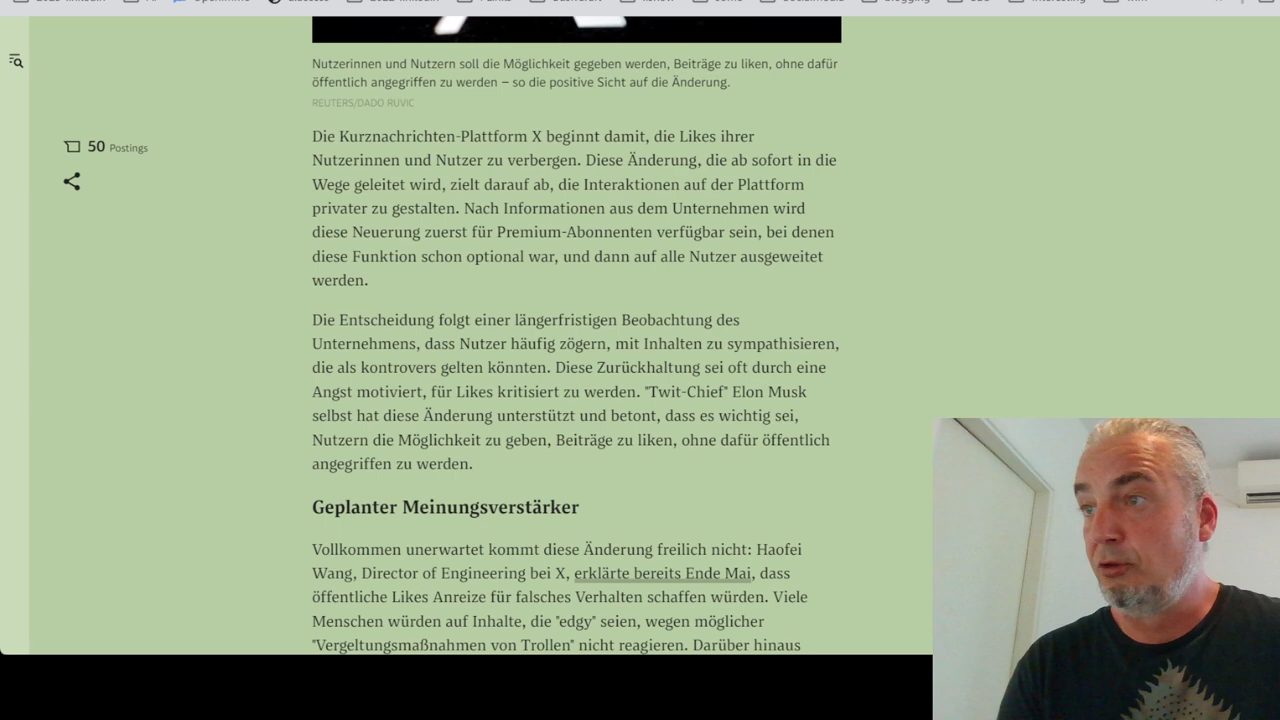 Nutzerinnen und Nutzern soll die Möglichkeit gegeben werden, Beiträge zu liken, ohne dafür
öffentlich angegriffen zu werden – so die positive Sicht auf die Änderung.
REUTERS/DADO RUVIC
50 Postings
Die Kurznachrichten-Plattform X beginnt damit, die Likes ihrer
Nutzerinnen und Nutzer zu verbergen. Diese Änderung, die ab sofort in die
Wege geleitet wird, zielt darauf ab, die Interaktionen auf der Plattform
privater zu gestalten. Nach Informationen aus dem Unternehmen wird
diese Neuerung zuerst für Premium-Abonnenten verfügbar sein, bei denen
diese Funktion schon optional war, und dann auf alle Nutzer ausgeweitet
werden.
Die Entscheidung folgt einer längerfristigen Beobachtung des
Unternehmens, dass Nutzer häufig zögern, mit Inhalten zu sympathisieren,
die als kontrovers gelten könnten. Diese Zurückhaltung sei oft durch eine
Angst motiviert, für Likes kritisiert zu werden. "Twit-Chief" Elon Musk
selbst hat diese Änderung unterstützt und betont, dass es wichtig sei,
Nutzern die Möglichkeit zu geben, Beiträge zu liken, ohne dafür öffentlich
angegriffen zu werden.
Geplanter Meinungsverstärker
Vollkommen unerwartet kommt diese Änderung freilich nicht: Haofei
Wang, Director of Engineering bei X, erklärte bereits Ende Mai, dass
öffentliche Likes Anreize für falsches Verhalten schaffen würden. Viele
Menschen würden auf Inhalte, die "edgy" seien, wegen möglicher
"Vergeltungsmaßnahmen von Trollen" nicht reagieren. Darüber hinaus